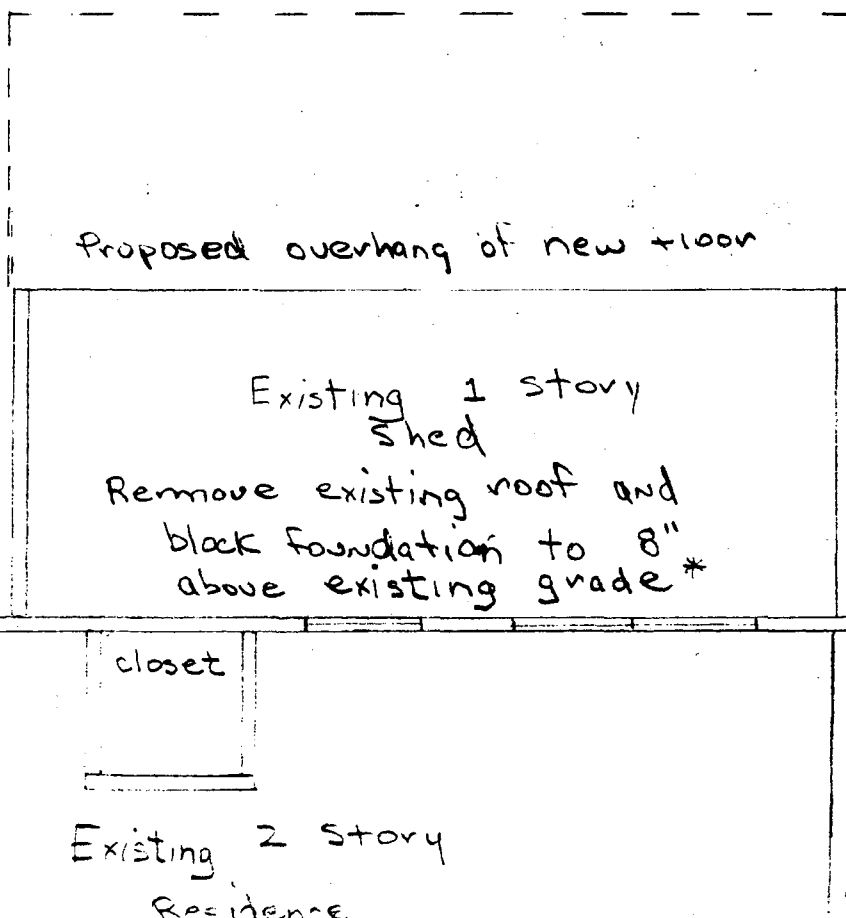 Proposed overhang of new floor
Existing 1 story
Shed
Remove existing roof and
block foundation to 8"
above existing grade*
closet
Existing 2 story
Residence